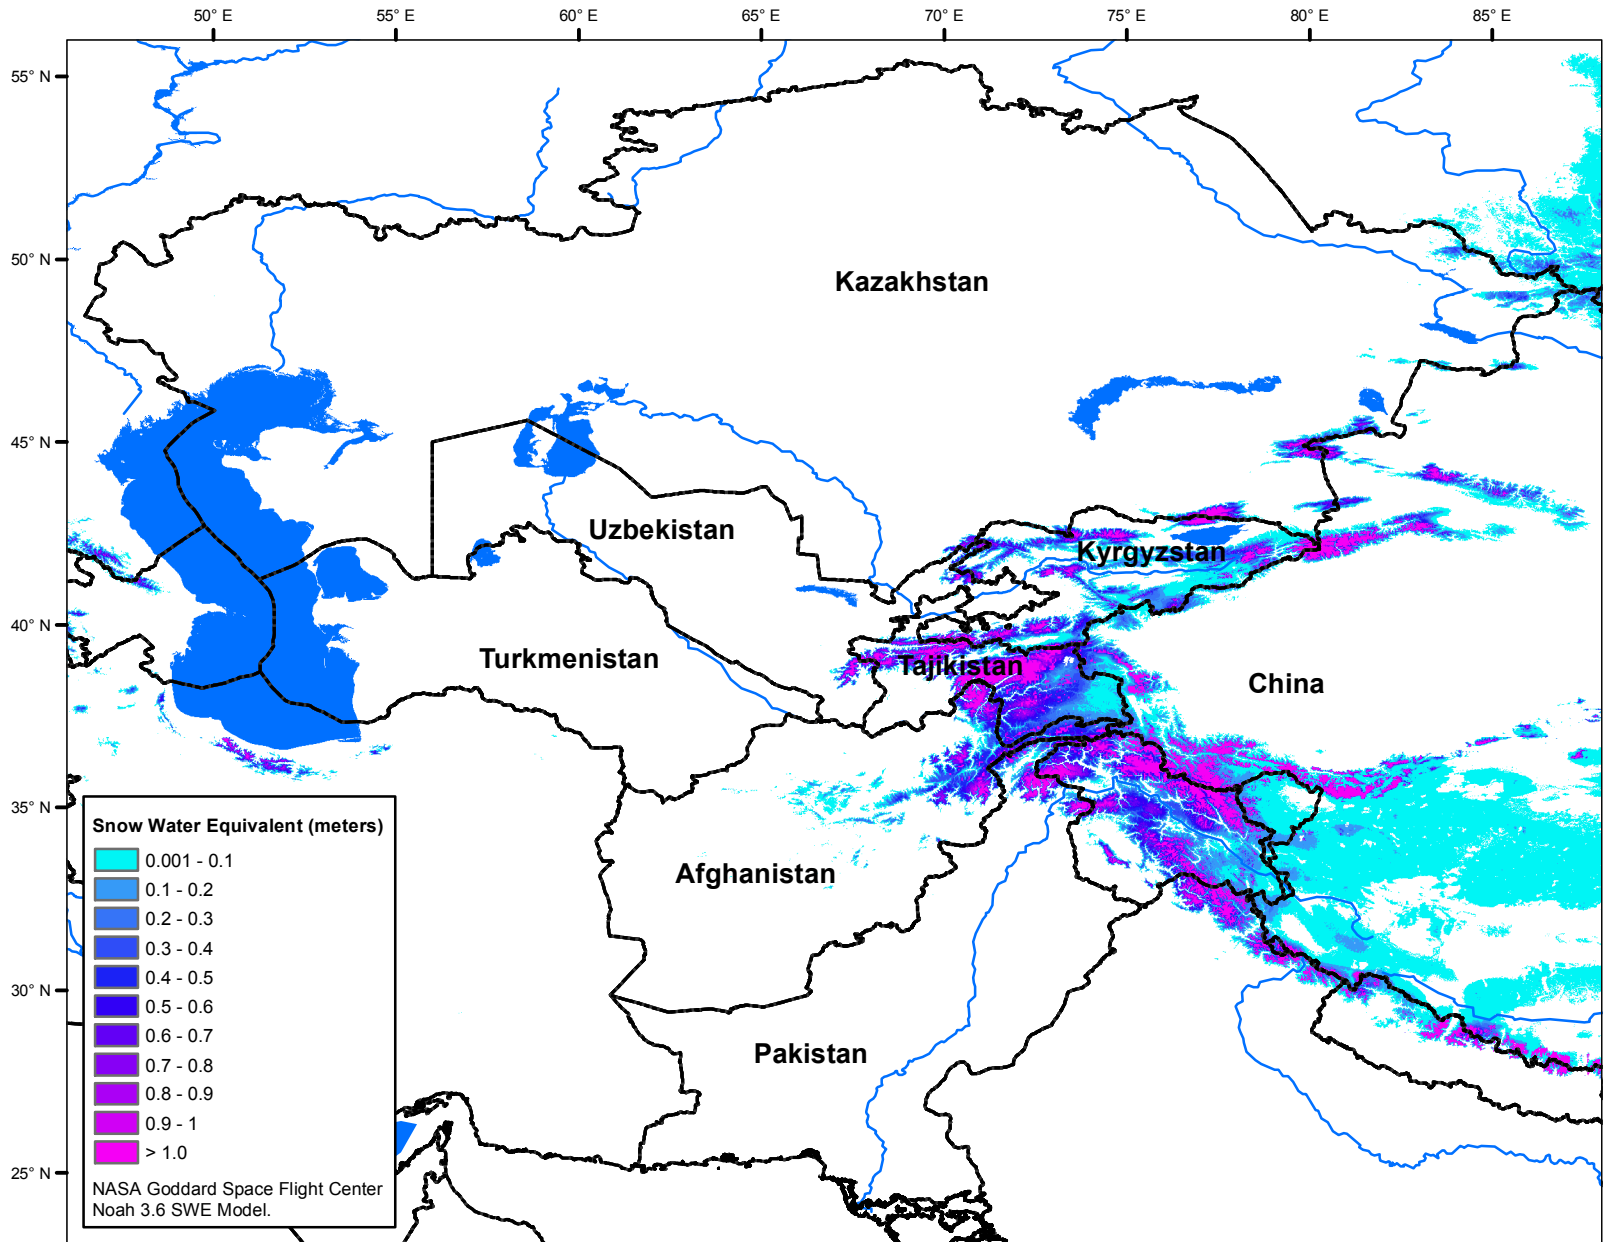 50° E 55° E 60° E 65° E 70° E 75° E 80° E 85° E
55° N
50° N
Kazakhstan
45° N
Uzbekistan
Kyrgyzstan
40° N
Turkmenistan
Tajikistan
China
35° N
Snow Water Equivalent (meters)
0.001 - 0.1
0.1 - 0.2
0.2 - 0.3
0.3 - 0.4
0.4 - 0.5
0.5 - 0.6
0.6 - 0.7
0.7 - 0.8
0.8 - 0.9
0.9 - 1
> 1.0
NASA Goddard Space Flight Center
Noah 3.6 SWE Model.
Afghanistan
30° N
Pakistan
25° N